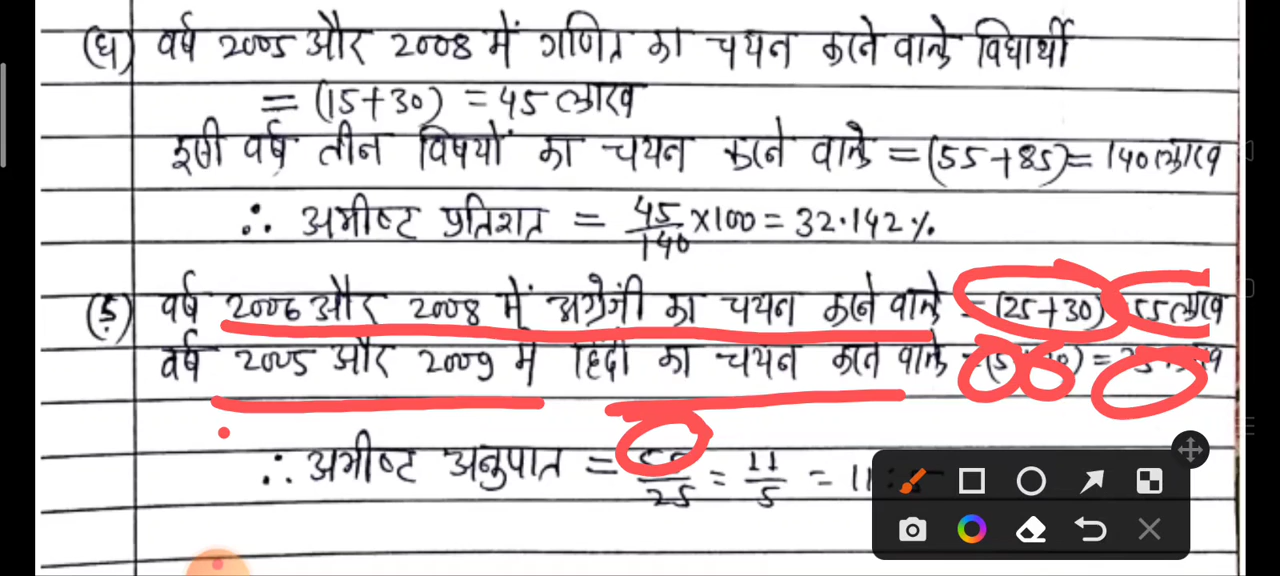 (घ) वर्ष 2005 और 2008 में गणित का चयन करने वाले विद्यार्थी
= (15+30) = 45 लाख
इसी वर्ष तीन विषयों का चयन करने वाले = (55+85) = 140 लाख
∴ अभीष्ट प्रतिशत = 45/140 ×100 = 32.142%
(ङ) वर्ष 2006 और 2008 में अंग्रेजी का चयन करने वाले = (25+30) 55 लाख
वर्ष 2005 और 2009 में हिंदी का चयन करने वाले = (5 ) =
∴ अभीष्ट अनुपात = /25 = 11/5 = 11: